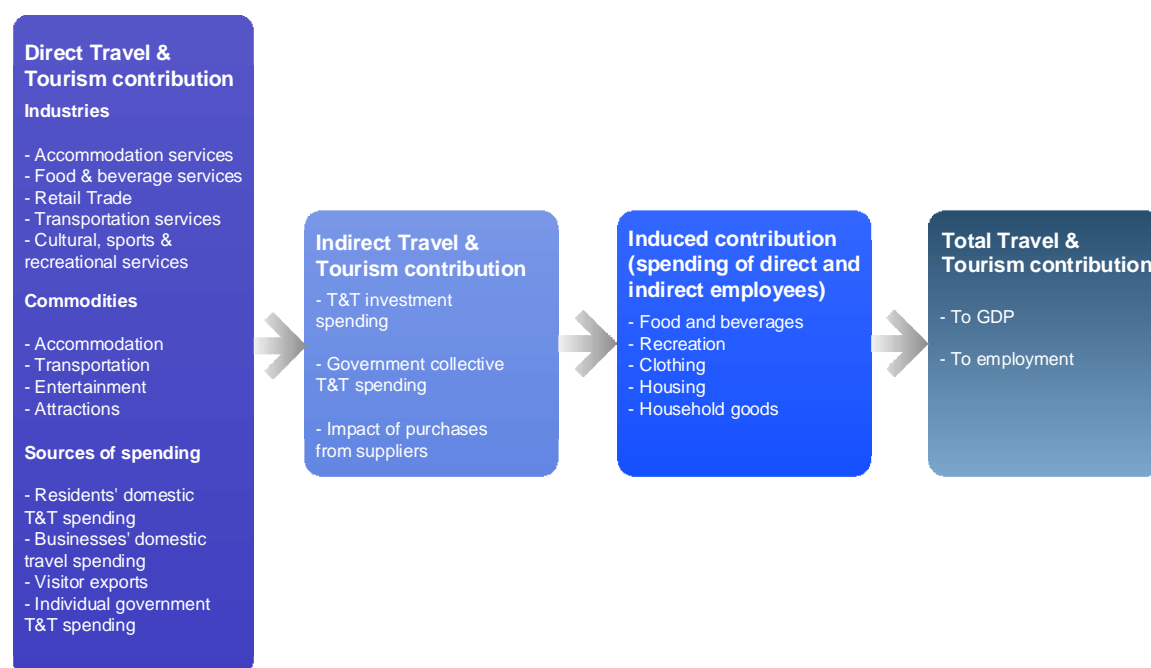 Direct Travel &
Tourism contribution
Industries
- Accommodation services
- Food & beverage services
- Retail Trade
- Transportation services
- Cultural, sports &
recreational services
Commodities
- Accommodation
- Transportation
- Entertainment
- Attractions
Sources of spending
- Residents' domestic
T&T spending
- Businesses' domestic
travel spending
- Visitor exports
- Individual government
T&T spending
Indirect Travel &
Tourism contribution
- T&T investment
spending
- Government collective
T&T spending
- Impact of purchases
from suppliers
Induced contribution
(spending of direct and
indirect employees)
- Food and beverages
- Recreation
- Clothing
- Housing
- Household goods
Total Travel &
Tourism contribution
- To GDP
- To employment